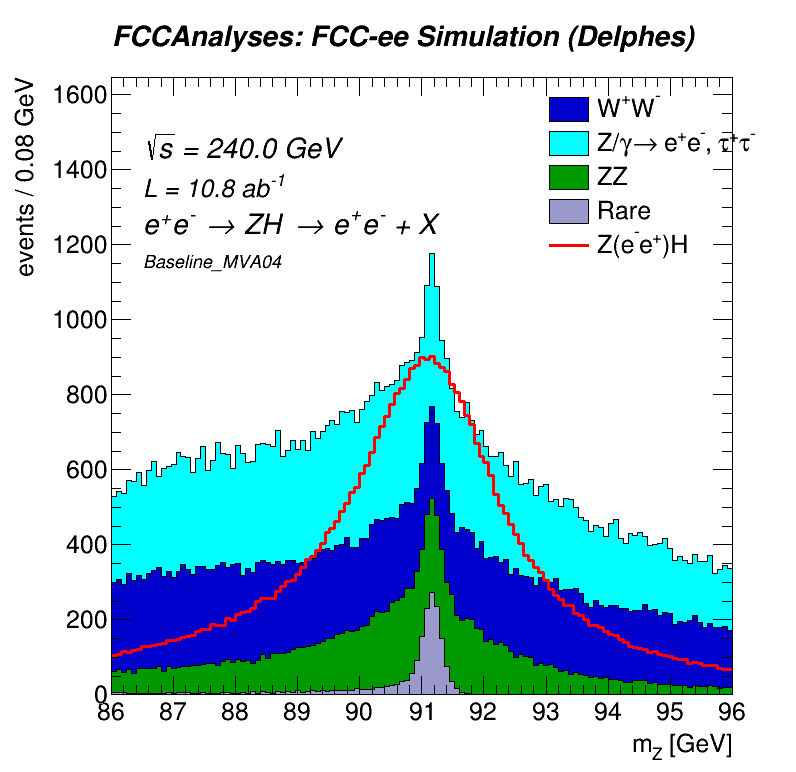 FCCAnalyses: FCC-ee Simulation (Delphes)
events / 0.08 GeV
1600
1400
1200
1000
800
600
400
200
0
√s = 240.0 GeV
L = 10.8 ab⁻¹
e⁺e⁻ → ZH → e⁺e⁻ + X
Baseline_MVA04
W⁺W⁻
Z/γ→ e⁺e⁻, τ⁺τ⁻
ZZ
Rare
Z(e⁻e⁺)H
86 87 88 89 90 91 92 93 94 95 96
m_Z [GeV]